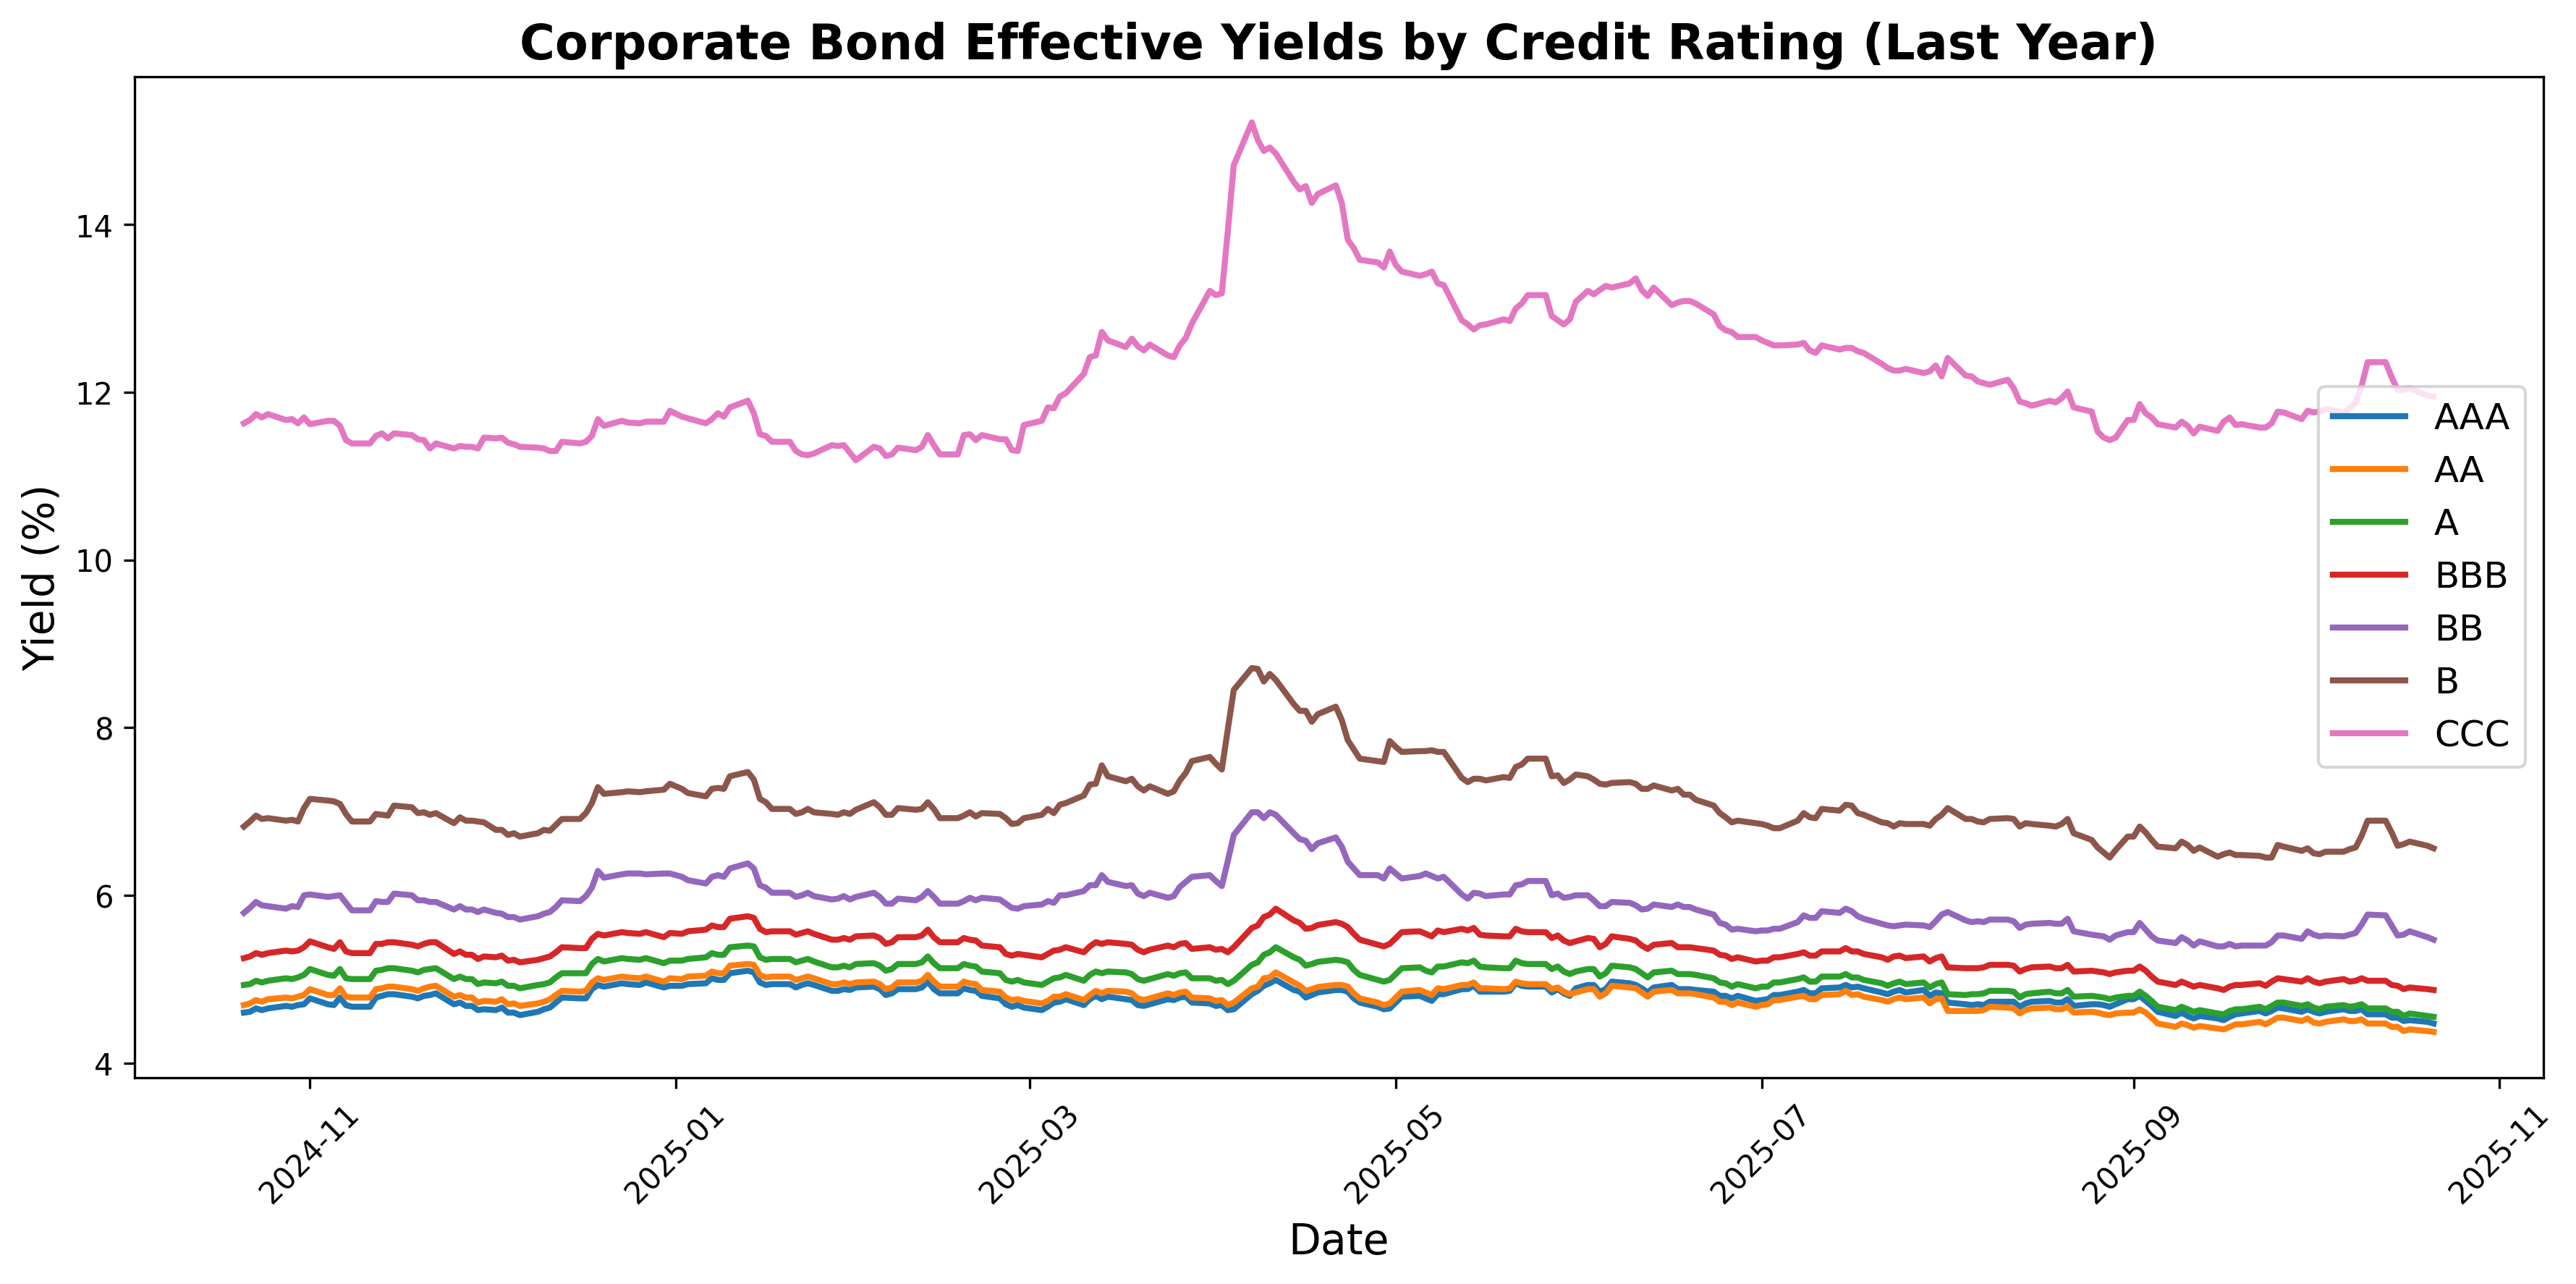 Corporate Bond Effective Yields by Credit Rating (Last Year)
Yield (%)
14
12
10
8
6
4
AAA
AA
A
BBB
BB
B
CCC
2024-11
2025-01
2025-03
2025-05
2025-07
2025-09
2025-11
Date